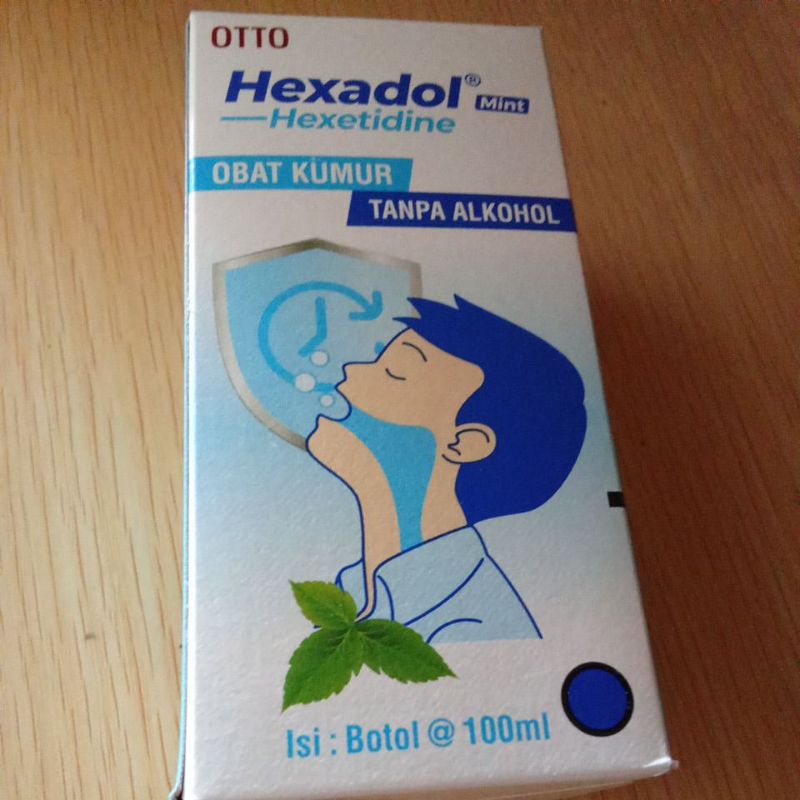 OTTO
Hexadol® Mint
Hexetidine
OBAT KUMUR
TANPA ALKOHOL
Isi : Botol @ 100ml